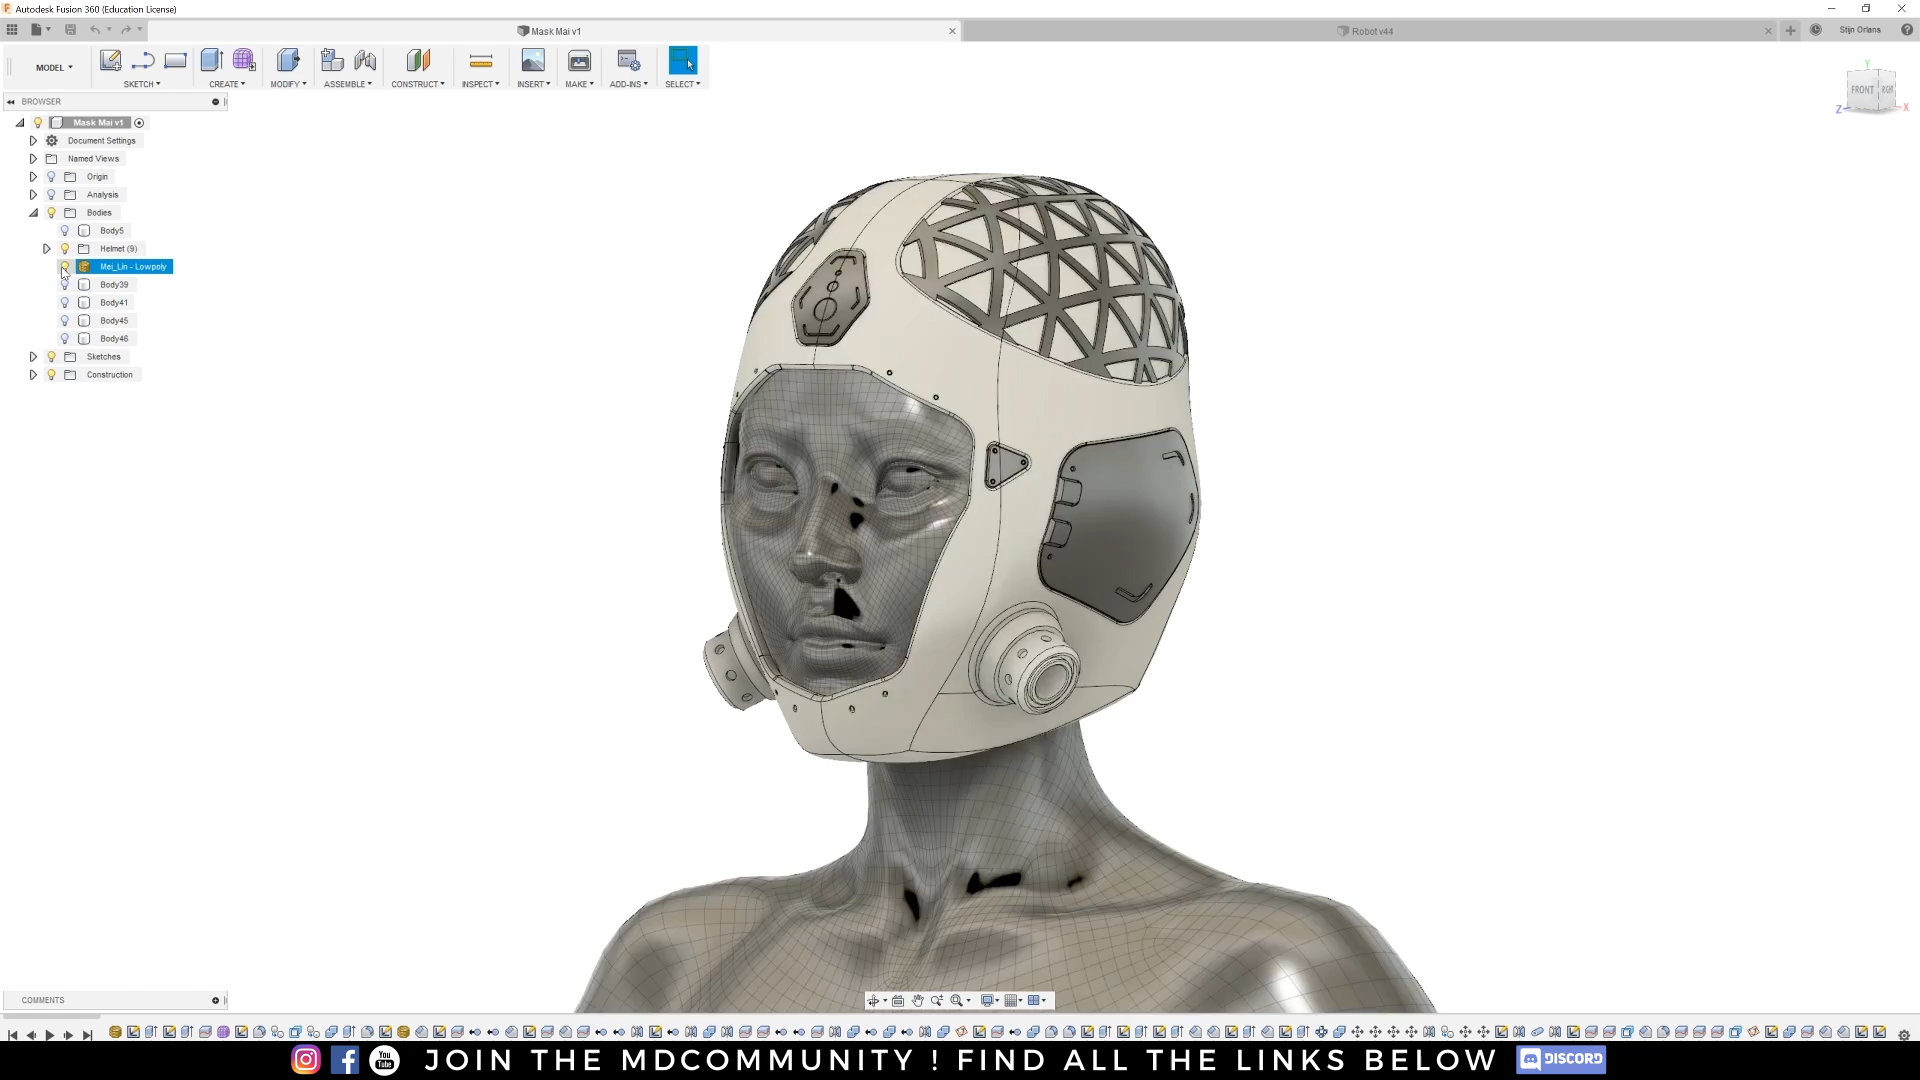 Autodesk Fusion 360 (Education License)
Mask Mai v1
Robot v44
Stijn Orlans
MODEL
SKETCH
CREATE
MODIFY
ASSEMBLE
CONSTRUCT
INSPECT
INSERT
MAKE
ADD-INS
SELECT
Y
FRONT
RIGHT
Z
X
BROWSER
Mask Mai v1
Document Settings
Named Views
Origin
Analysis
Bodies
Body5
Helmet (9)
Mei_Lin - Lowpoly
Body39
Body41
Body45
Body46
Sketches
Construction
COMMENTS
You Tube
JOIN THE MDCOMMUNITY ! FIND ALL THE LINKS BELOW
DISCORD